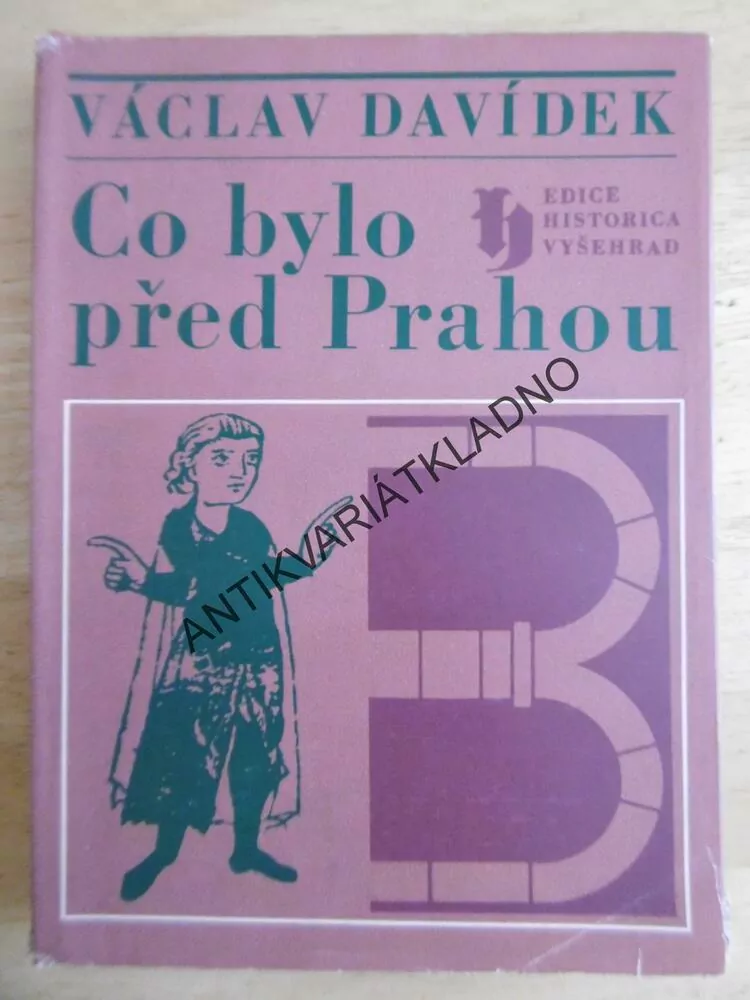 VÁCLAV DAVÍDEK
Co bylo
před Prahou
EDICE
HISTORICA
VYŠEHRAD
ANTIKVARIÁTKLADNO